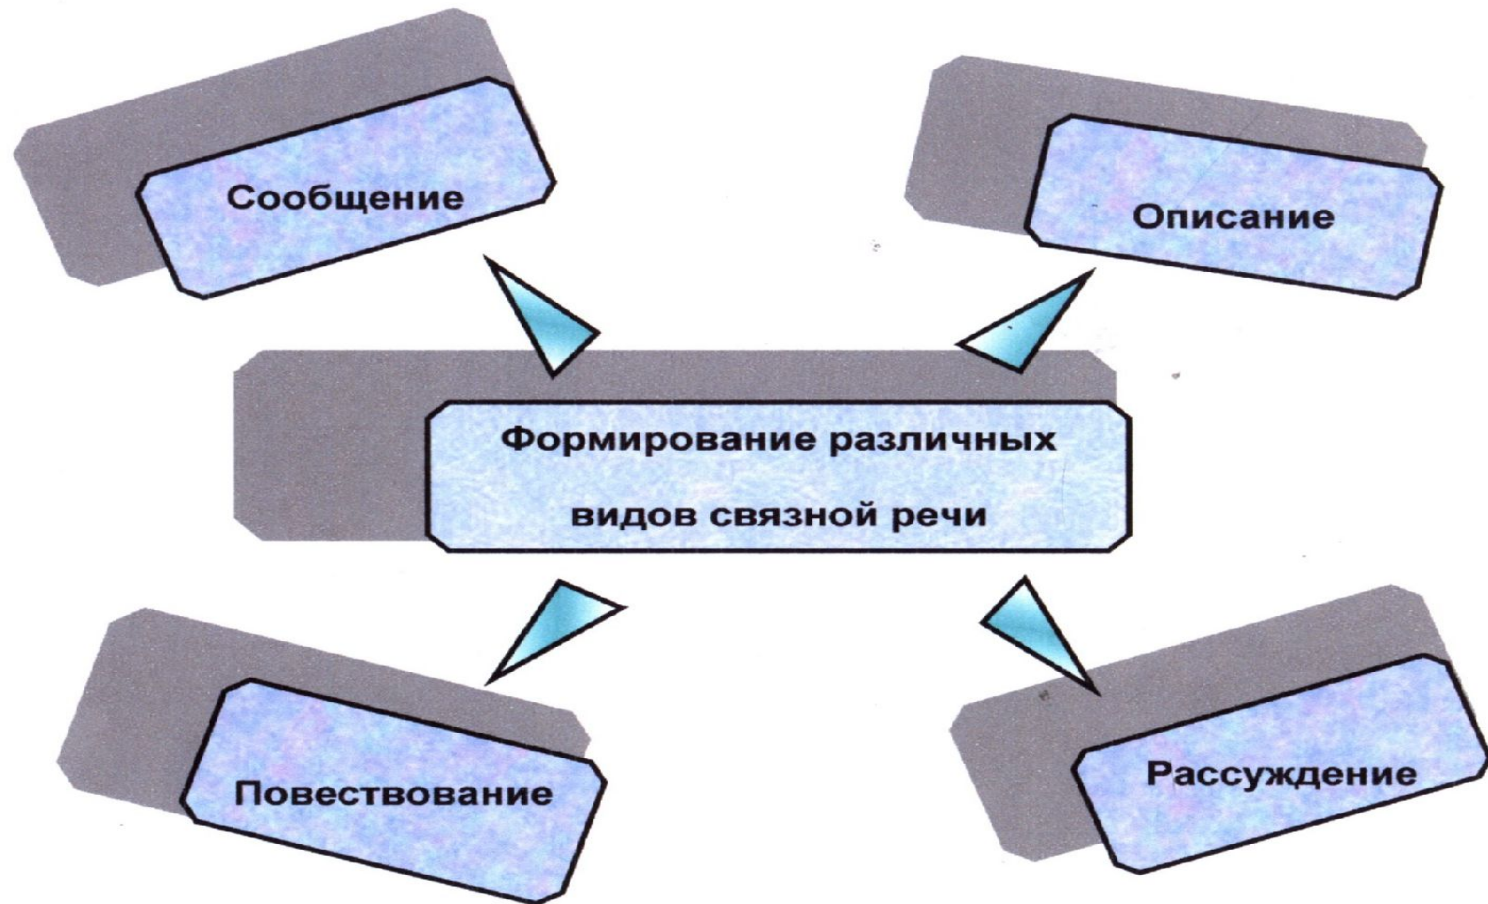 Сообщение
Описание
Формирование различных
видов связной речи
Повествование
Рассуждение